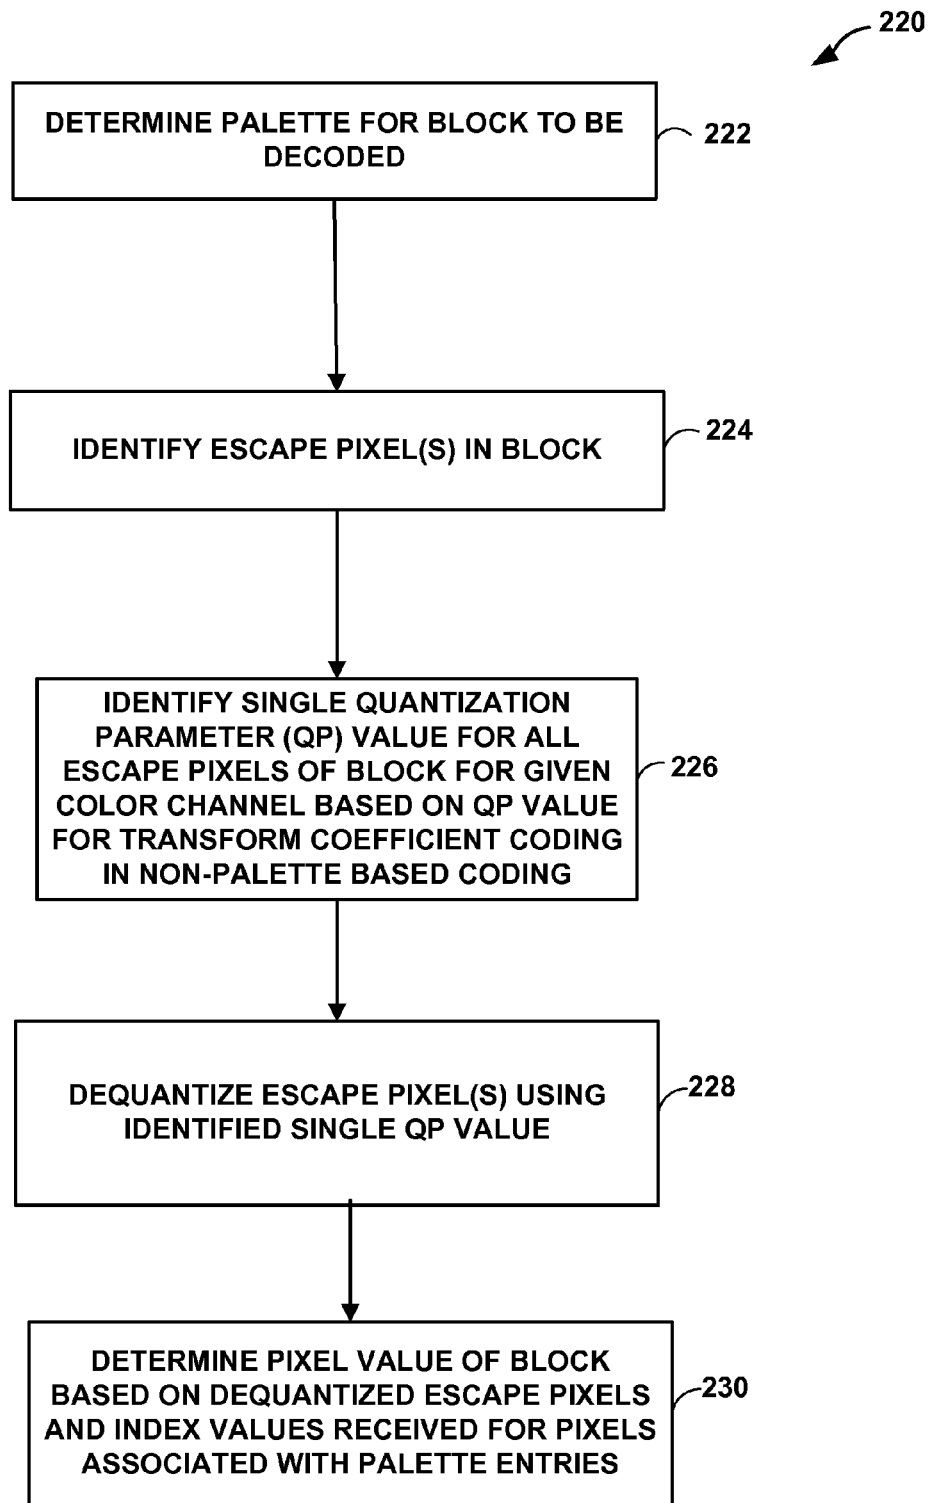 220
DETERMINE PALETTE FOR BLOCK TO BE
DECODED
222
IDENTIFY ESCAPE PIXEL(S) IN BLOCK
224
IDENTIFY SINGLE QUANTIZATION
PARAMETER (QP) VALUE FOR ALL
ESCAPE PIXELS OF BLOCK FOR GIVEN
COLOR CHANNEL BASED ON QP VALUE
FOR TRANSFORM COEFFICIENT CODING
IN NON-PALETTE BASED CODING
226
DEQUANTIZE ESCAPE PIXEL(S) USING
IDENTIFIED SINGLE QP VALUE
228
DETERMINE PIXEL VALUE OF BLOCK
BASED ON DEQUANTIZED ESCAPE PIXELS
AND INDEX VALUES RECEIVED FOR PIXELS
ASSOCIATED WITH PALETTE ENTRIES
230